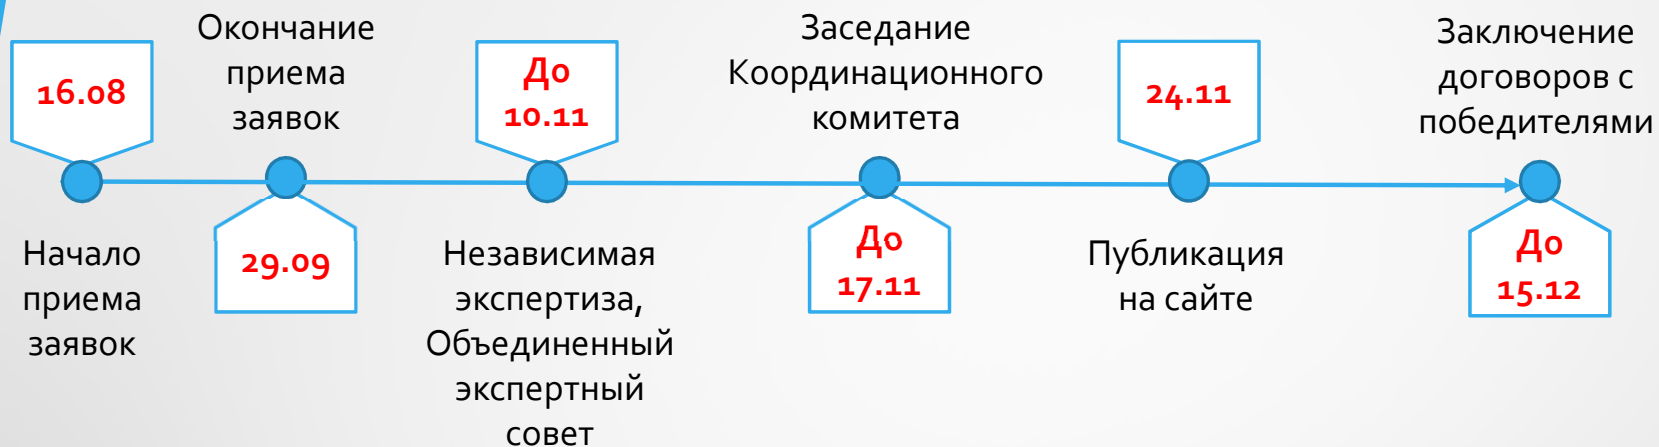 16.08
Начало
приема
заявок
Окончание
приема
заявок
29.09
До
10.11
Независимая
экспертиза,
Объединенный
экспертный
совет
Заседание
Координационного
комитета
До
17.11
24.11
Публикация
на сайте
Заключение
договоров с
победителями
До
15.12